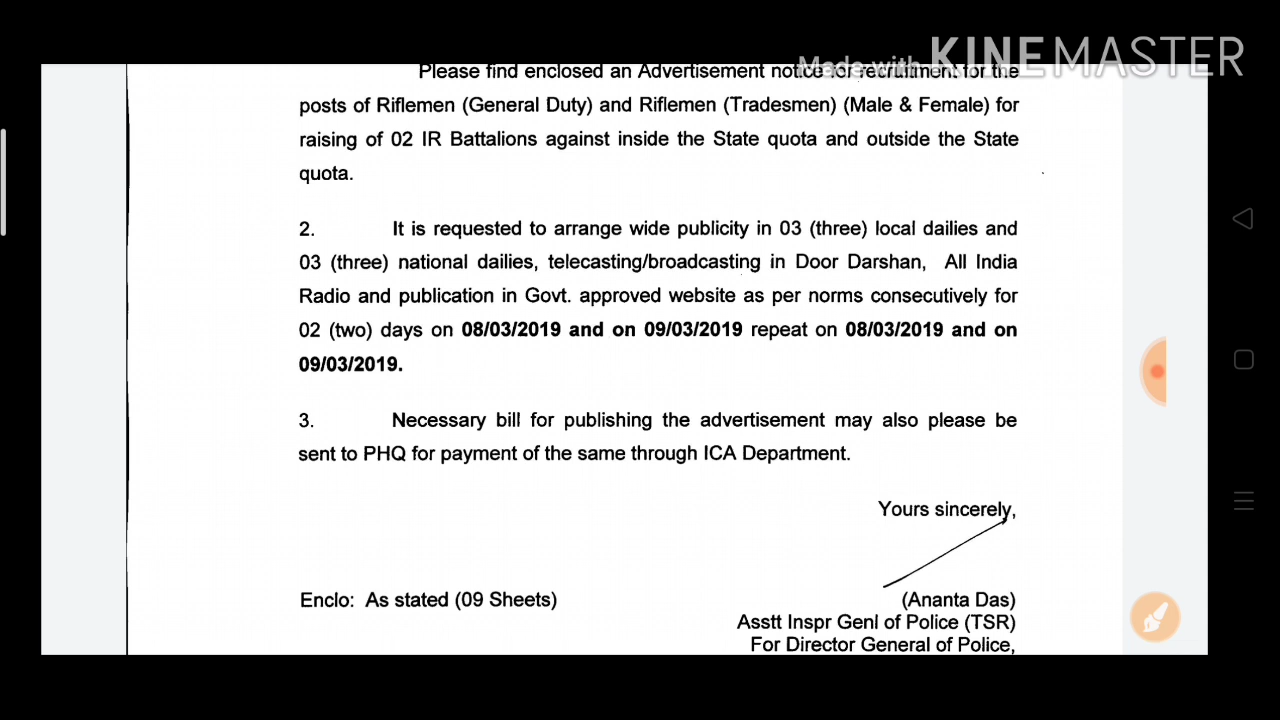 Made with KINEMASTER
Please find enclosed an Advertisement notice for recruitment for the
posts of Riflemen (General Duty) and Riflemen (Tradesmen) (Male & Female) for
raising of 02 IR Battalions against inside the State quota and outside the State
quota.
2. It is requested to arrange wide publicity in 03 (three) local dailies and
03 (three) national dailies, telecasting/broadcasting in Door Darshan, All India
Radio and publication in Govt. approved website as per norms consecutively for
02 (two) days on 08/03/2019 and on 09/03/2019 repeat on 08/03/2019 and on
09/03/2019.
3. Necessary bill for publishing the advertisement may also please be
sent to PHQ for payment of the same through ICA Department.
Yours sincerely,
Enclo: As stated (09 Sheets) (Ananta Das)
Asstt Inspr Genl of Police (TSR)
For Director General of Police,